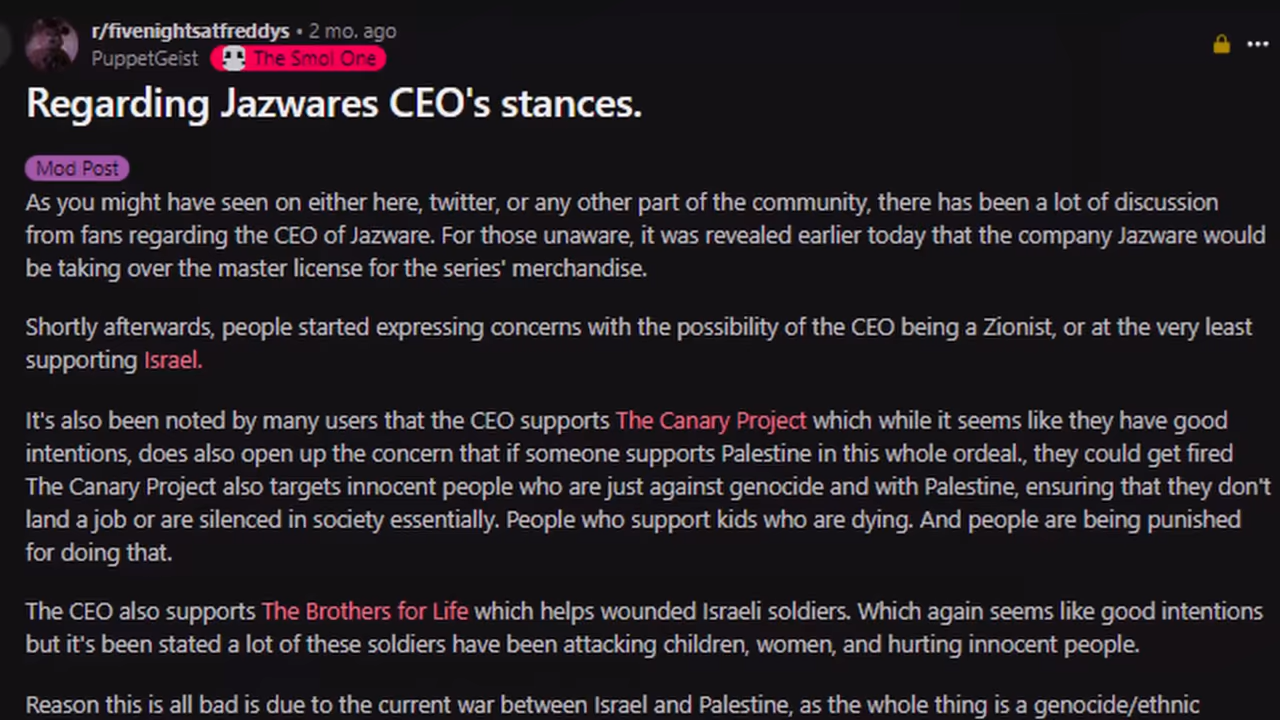 r/fivenightsatfreddys • 2 mo. ago
PuppetGeist The Smol One
Regarding Jazwares CEO's stances.
Mod Post
As you might have seen on either here, twitter, or any other part of the community, there has been a lot of discussion
from fans regarding the CEO of Jazware. For those unaware, it was revealed earlier today that the company Jazware would
be taking over the master license for the series' merchandise.
Shortly afterwards, people started expressing concerns with the possibility of the CEO being a Zionist, or at the very least
supporting Israel.
It's also been noted by many users that the CEO supports The Canary Project which while it seems like they have good
intentions, does also open up the concern that if someone supports Palestine in this whole ordeal., they could get fired
The Canary Project also targets innocent people who are just against genocide and with Palestine, ensuring that they don't
land a job or are silenced in society essentially. People who support kids who are dying. And people are being punished
for doing that.
The CEO also supports The Brothers for Life which helps wounded Israeli soldiers. Which again seems like good intentions
but it's been stated a lot of these soldiers have been attacking children, women, and hurting innocent people.
Reason this is all bad is due to the current war between Israel and Palestine, as the whole thing is a genocide/ethnic